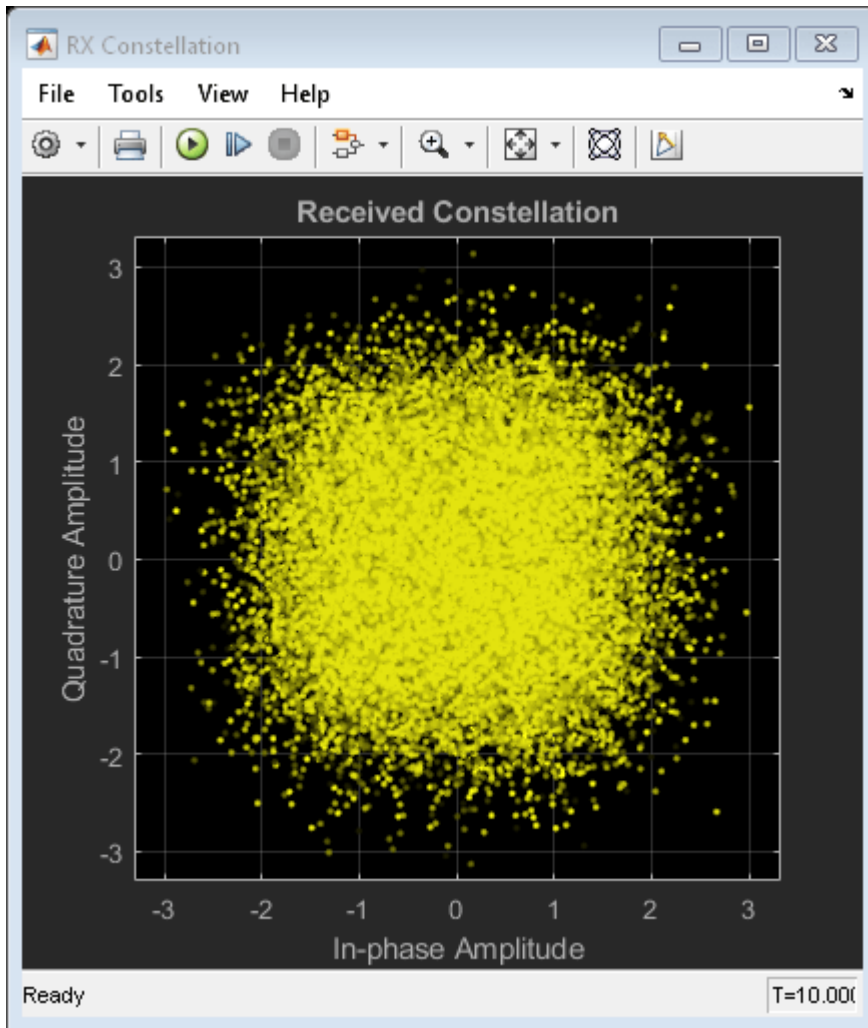 RX Constellation
File Tools View Help
Received Constellation
3
2
1
0
-1
-2
-3
Quadrature Amplitude
-3 -2 -1 0 1 2 3
In-phase Amplitude
Ready T=10.00